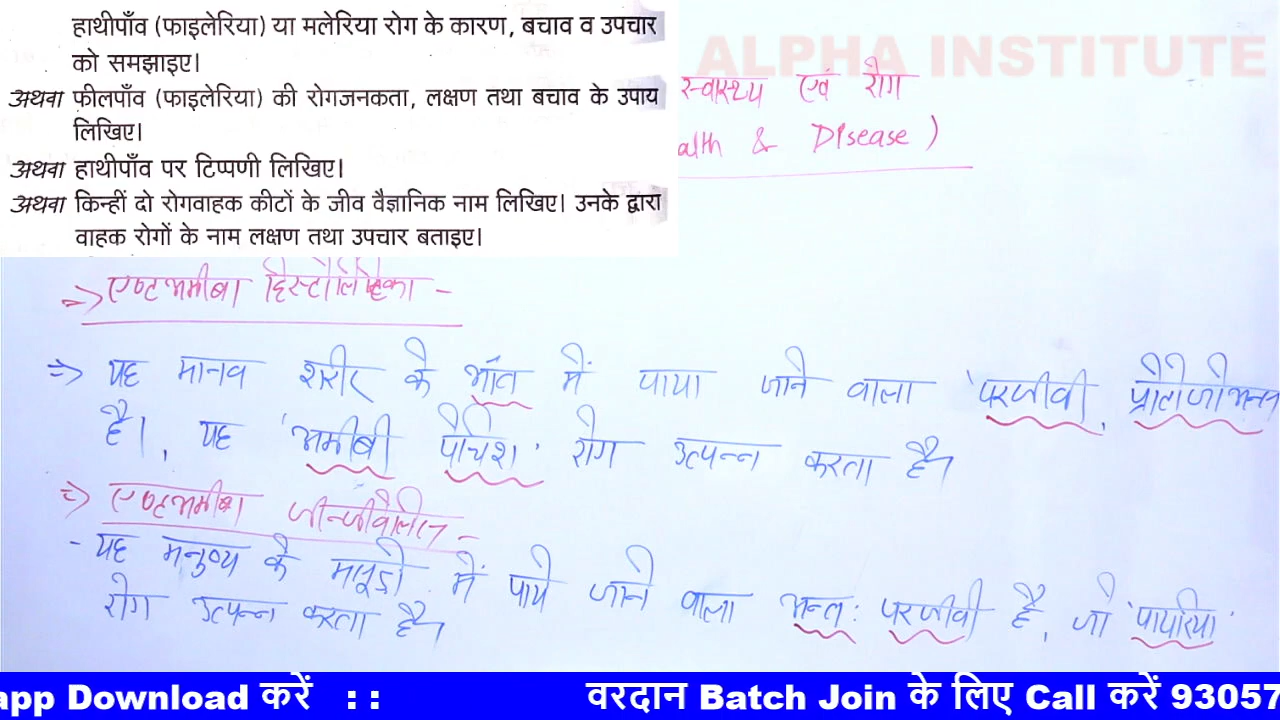 हाथीपाँव (फाइलेरिया) या मलेरिया रोग के कारण, बचाव व उपचार
को समझाइए।
अथवा फीलपाँव (फाइलेरिया) की रोगजनकता, लक्षण तथा बचाव के उपाय
लिखिए।
अथवा हाथीपाँव पर टिप्पणी लिखिए।
अथवा किन्हीं दो रोगवाहक कीटों के जीव वैज्ञानिक नाम लिखिए। उनके द्वारा
वाहक रोगों के नाम लक्षण तथा उपचार बताइए।
ALPHA INSTITUTE
स्वास्थ्य एवं रोग
alth & Disease )
=> एण्टअमीबा हिस्टोलिटिका -
=> यह मानव शरीर के आँत में पाया जाने वाला 'परजीवी, प्रोटोजोअन्स
है।, यह 'अमीबी पेचिश' रोग उत्पन्न करता है।
=> एण्टअमीबा जीन्जीवैलिस -
- यह मनुष्य के मसूडो में पाये जाने वाला अन्तः परजीवी है, जो 'पायरिया'
रोग उत्पन्न करता है।
app Download करें : : वरदान Batch Join के लिए Call करें 93057